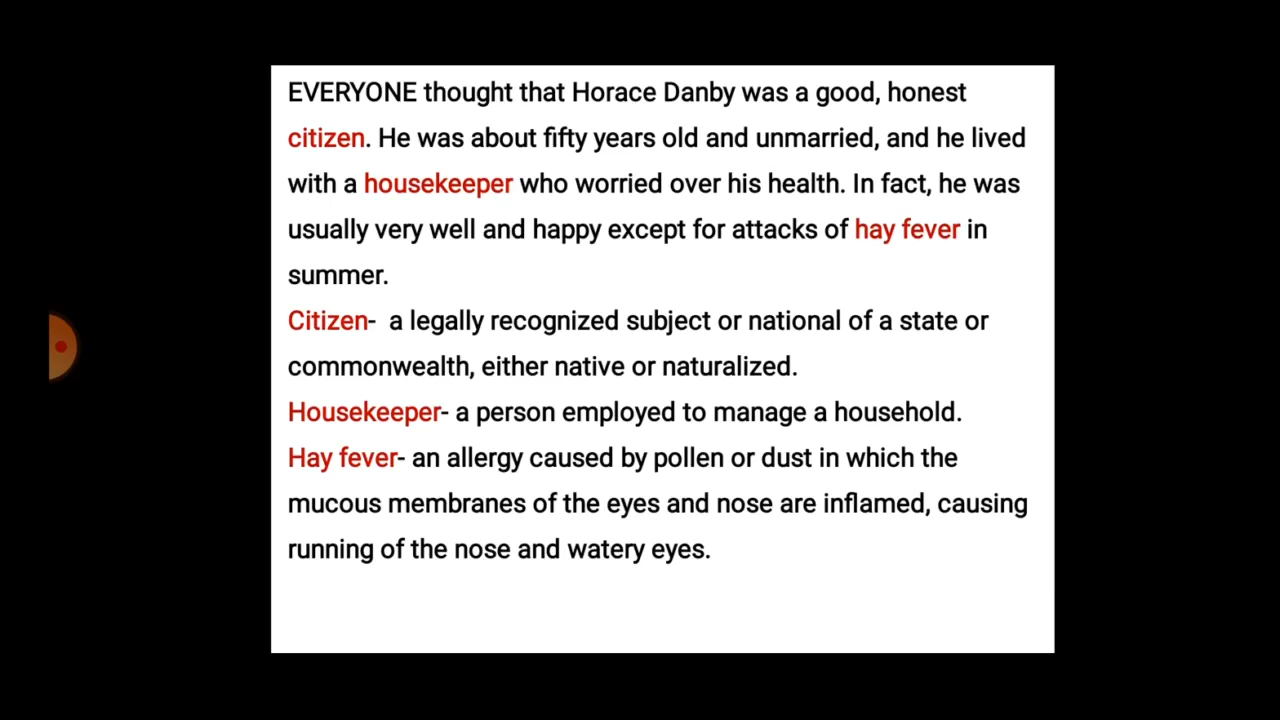 EVERYONE thought that Horace Danby was a good, honest
citizen. He was about fifty years old and unmarried, and he lived
with a housekeeper who worried over his health. In fact, he was
usually very well and happy except for attacks of hay fever in
summer.
Citizen-  a legally recognized subject or national of a state or
commonwealth, either native or naturalized.
Housekeeper- a person employed to manage a household.
Hay fever- an allergy caused by pollen or dust in which the
mucous membranes of the eyes and nose are inflamed, causing
running of the nose and watery eyes.